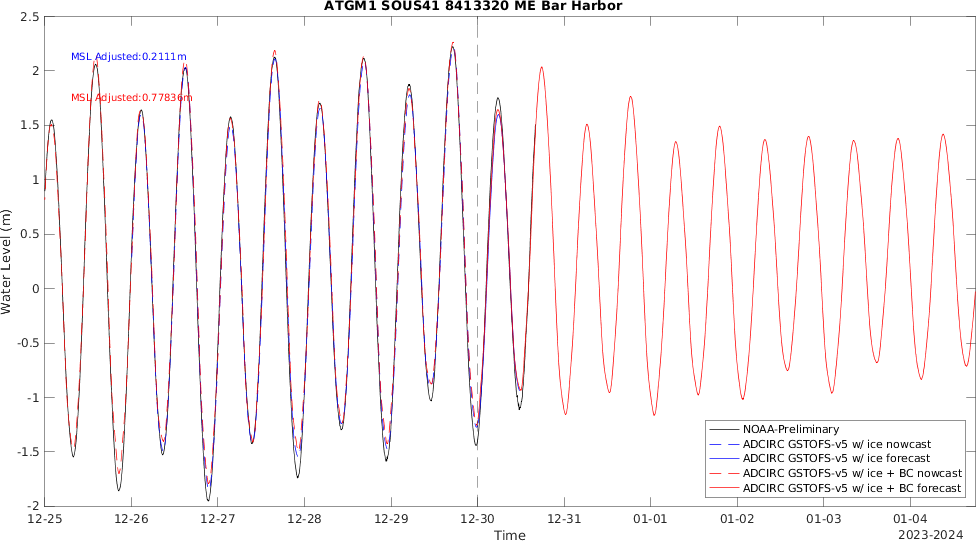 ATGM1 SOUS41 8413320 ME Bar Harbor
2.5
2
1.5
1
0.5
0
-0.5
-1
-1.5
-2
Water Level (m)
MSL Adjusted:0.2111m
MSL Adjusted:0.77836m
NOAA-Preliminary
ADCIRC GSTOFS-v5 w/ ice nowcast
ADCIRC GSTOFS-v5 w/ ice forecast
ADCIRC GSTOFS-v5 w/ ice + BC nowcast
ADCIRC GSTOFS-v5 w/ ice + BC forecast
12-25 12-26 12-27 12-28 12-29 12-30 12-31 01-01 01-02 01-03 01-04
Time
2023-2024